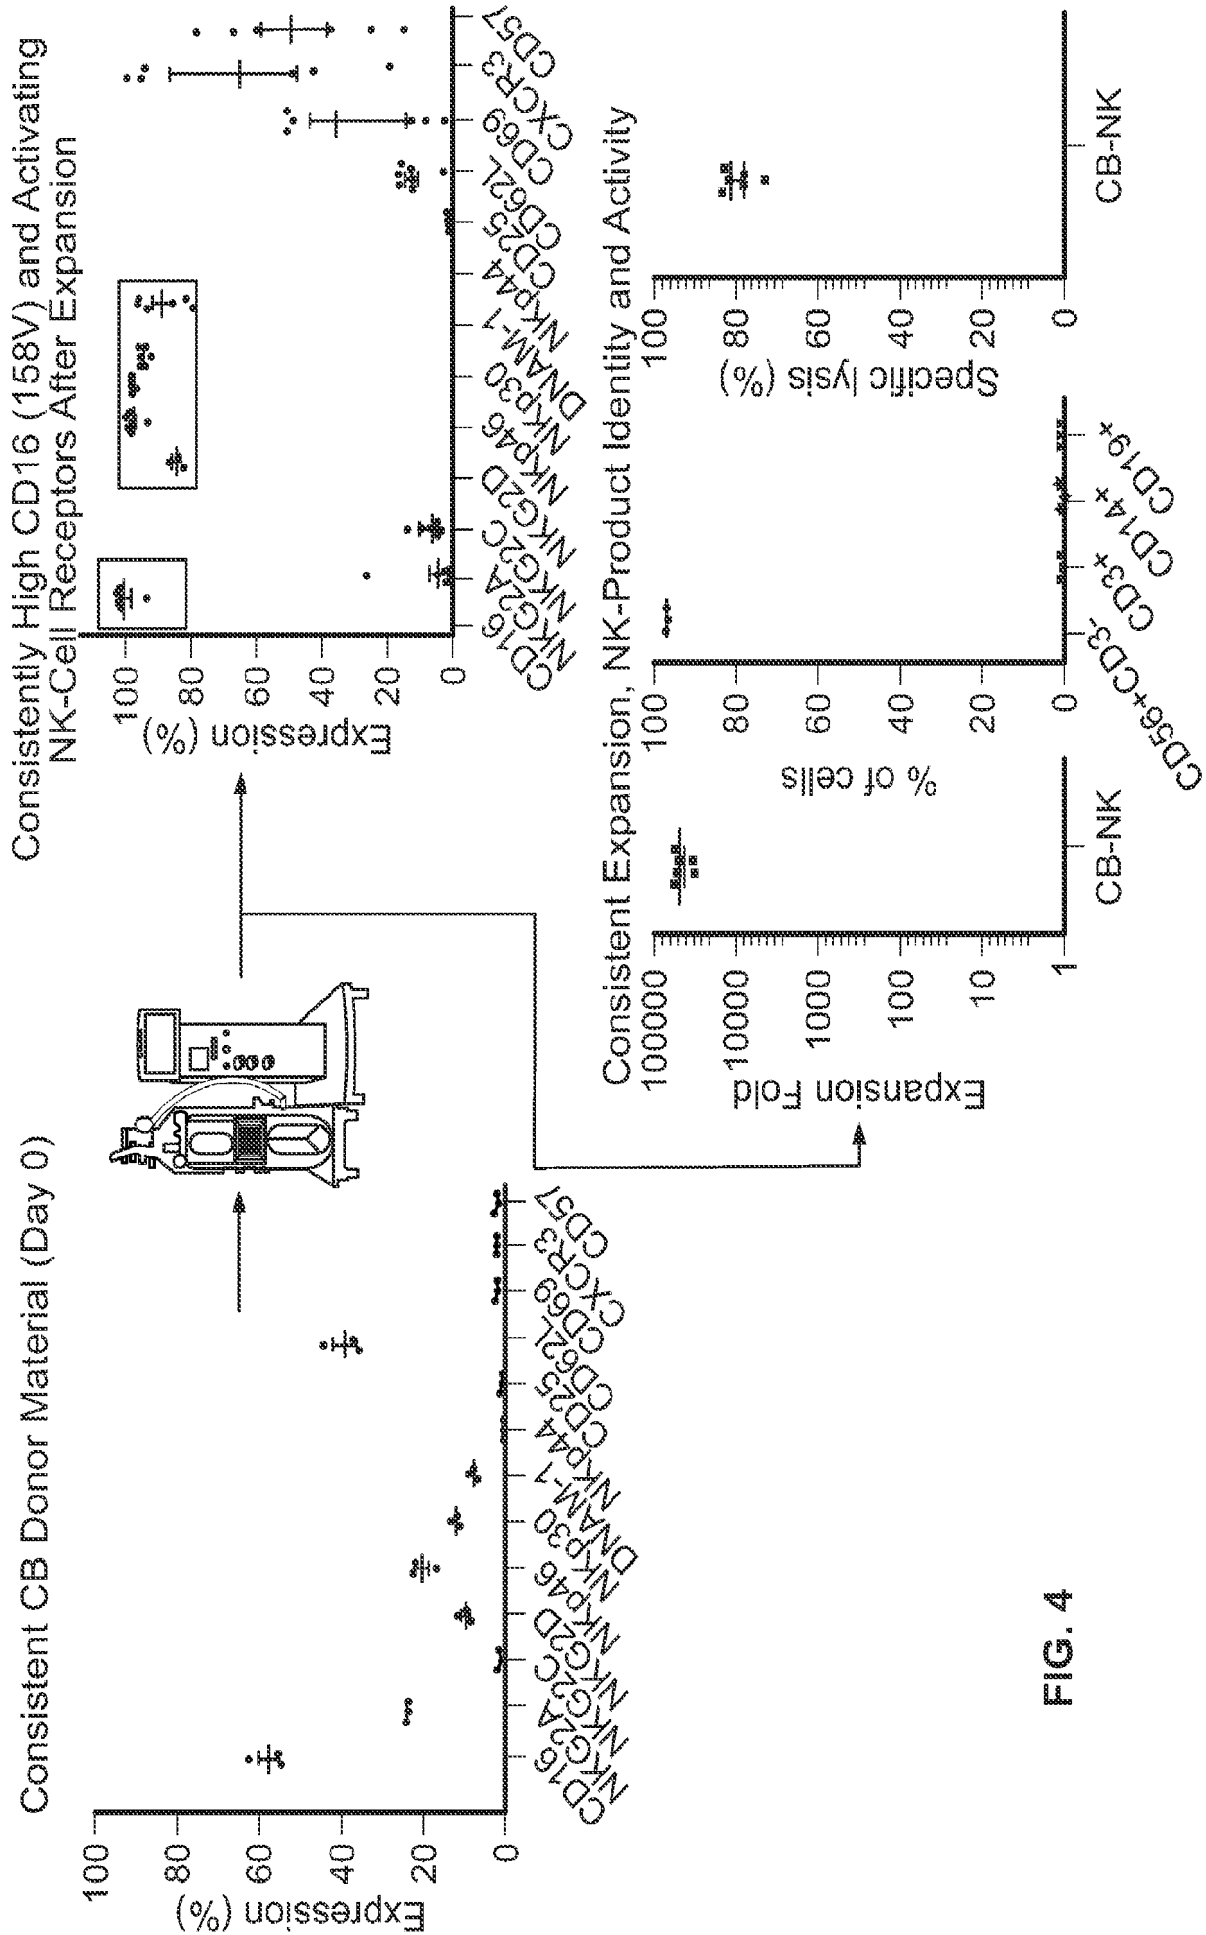 Consistent CB Donor Material (Day 0)
Expression (%)
100
80
60
40
20
0
CD16
NKG2A
NKG2C
NKG2D
NKp46
NKp30
DNAM-1
NKp44
CD25
CD62L
CD69
CXCR3
CD57
Consistently High CD16 (158V) and Activating
NK-Cell Receptors After Expansion
Expression (%)
100
80
60
40
20
0
CD16
NKG2A
NKG2C
NKG2D
NKp46
NKp30
DNAM-1
NKp44
CD25
CD62L
CD69
CXCR3
CD57
Consistent Expansion, NK-Product Identity and Activity
Expansion Fold
100000
10000
1000
100
10
1
CB-NK
% of cells
100
80
60
40
20
0
CD56+CD3-
CD3+
CD14+
CD19+
Specific lysis (%)
100
80
60
40
20
0
CB-NK
FIG. 4